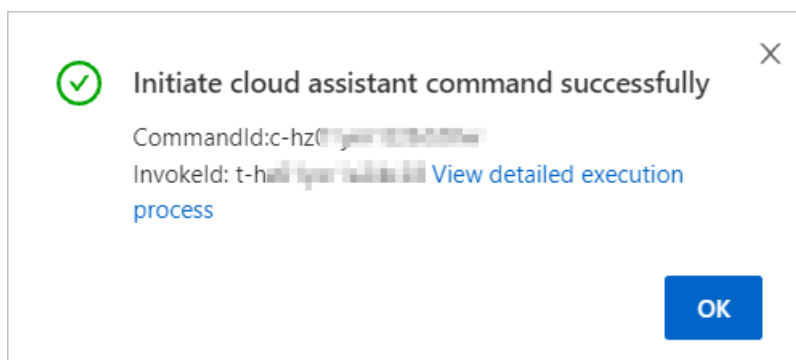 Initiate cloud assistant command successfully
CommandId:c-hz
InvokeId: t-h View detailed execution
process
OK